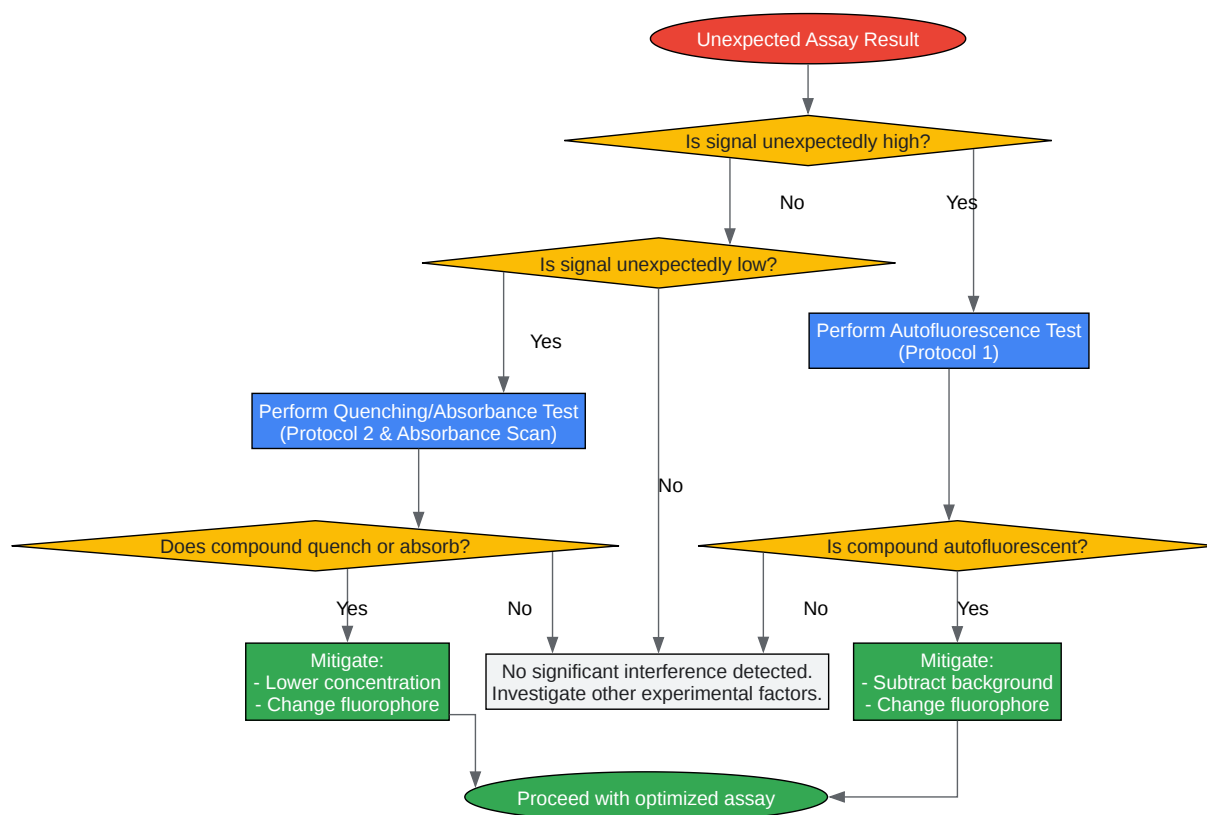 Unexpected Assay Result
Is signal unexpectedly high?
No
Yes
Is signal unexpectedly low?
Perform Autofluorescence Test
(Protocol 1)
Yes
Perform Quenching/Absorbance Test
(Protocol 2 & Absorbance Scan)
No
Does compound quench or absorb?
Is compound autofluorescent?
Yes
No
No
Yes
Mitigate:
- Lower concentration
- Change fluorophore
No significant interference detected.
Investigate other experimental factors.
Mitigate:
- Subtract background
- Change fluorophore
Proceed with optimized assay